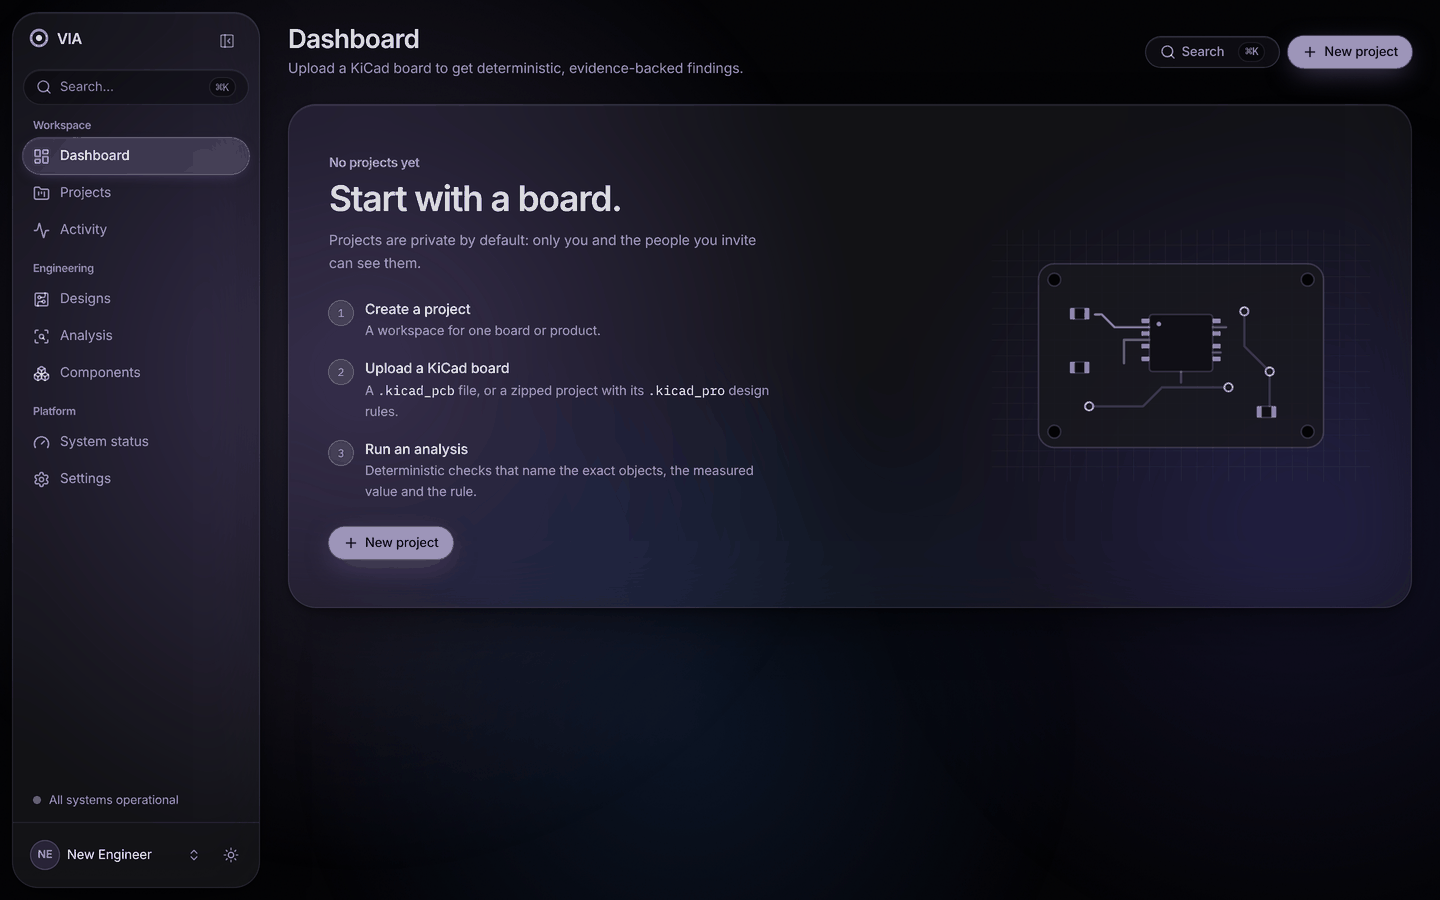 VIA
Search...
⌘K
Workspace
Dashboard
Projects
Activity
Engineering
Designs
Analysis
Components
Platform
System status
Settings
All systems operational
NE
New Engineer
Dashboard
Upload a KiCad board to get deterministic, evidence-backed findings.
Search
⌘K
New project
No projects yet
Start with a board.
Projects are private by default: only you and the people you invite
can see them.
1
Create a project
A workspace for one board or product.
2
Upload a KiCad board
A .kicad_pcb file, or a zipped project with its .kicad_pro design
rules.
3
Run an analysis
Deterministic checks that name the exact objects, the measured
value and the rule.
New project